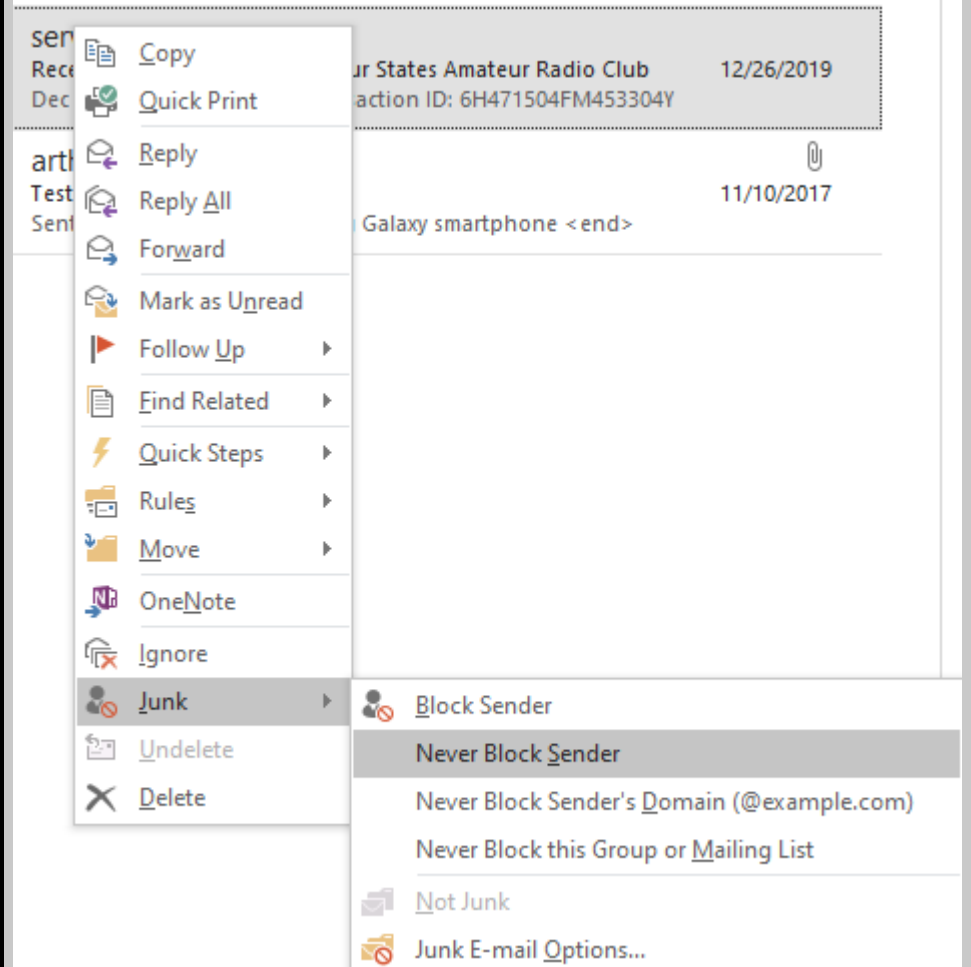 Copy
ur States Amateur Radio Club 12/26/2019
Quick Print
action ID: 6H471504FM453304Y
Dec
Reply
Test
11/10/2017
Reply All
Galaxy smartphone <end>
Forward
Mark as Unread
Follow Up
Find Related
Quick Steps
Rules
Move
OneNote
Ignore
Junk
Undelete
Delete
Block Sender
Never Block Sender
Never Block Sender's Domain (@example.com)
Never Block this Group or Mailing List
Not Junk
Junk E-mail Options...